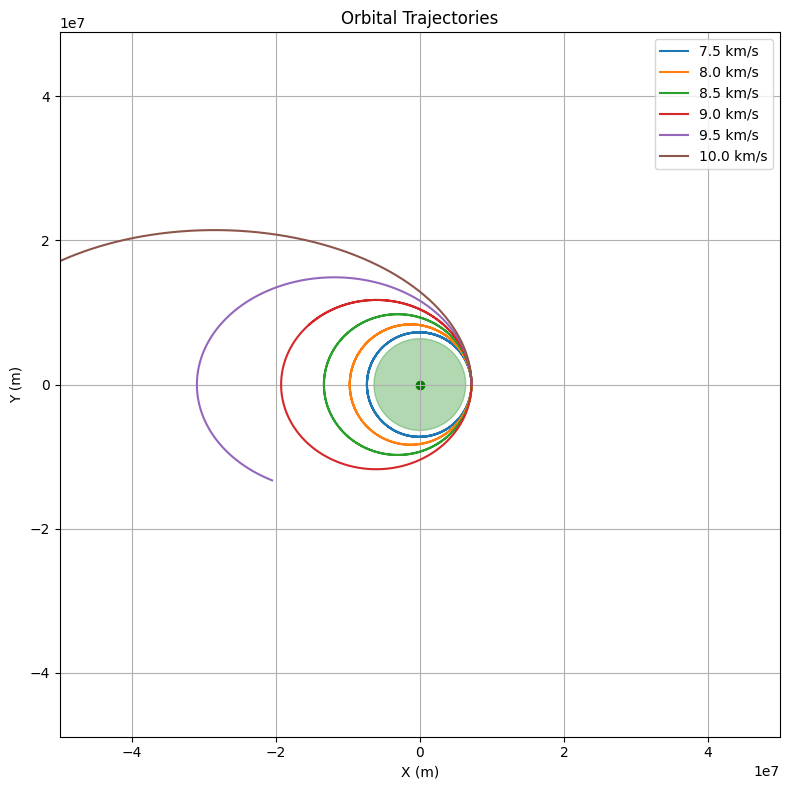 Orbital Trajectories
1e7
7.5 km/s
8.0 km/s
8.5 km/s
9.0 km/s
9.5 km/s
10.0 km/s
4
2
0
−2
−4
Y (m)
−4 −2 0 2 4
X (m)
1e7